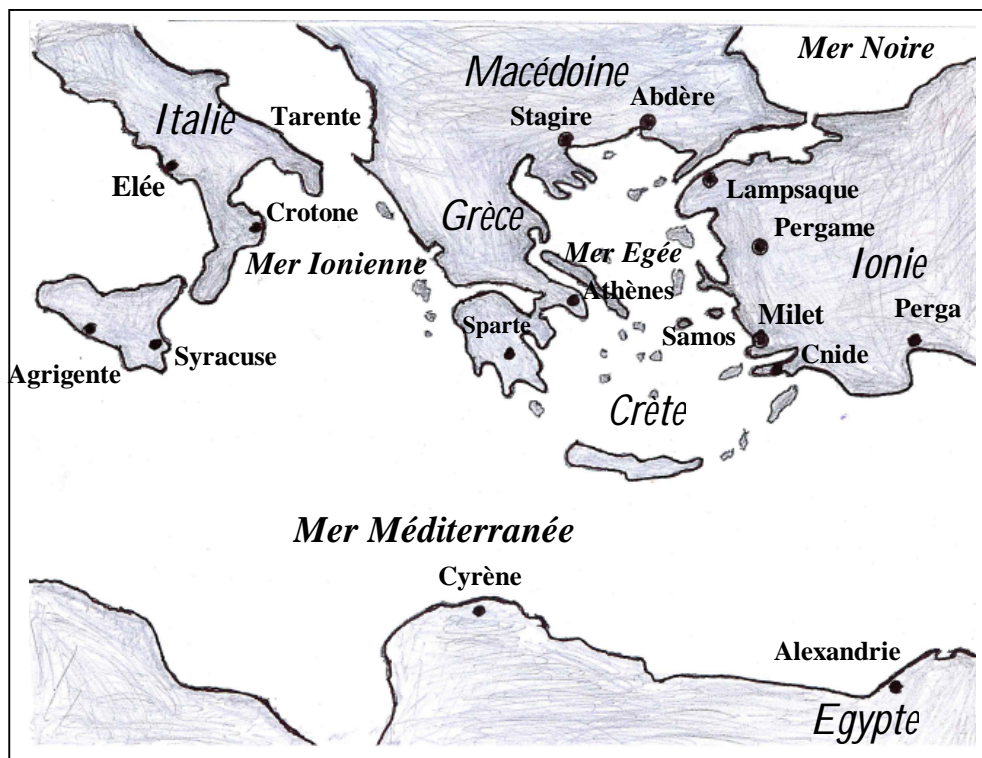 Mer Noire
Macédoine
Abdère
Italie
Tarente
Stagire
Elée
Lampsaque
Crotone
Grèce
Pergame
Mer Ionienne
Mer Egée
Ionie
Athènes
Perga
Milet
Sparte
Samos
Syracuse
Cnide
Agrigente
Crète
Mer Méditerranée
Cyrène
Alexandrie
Egypte